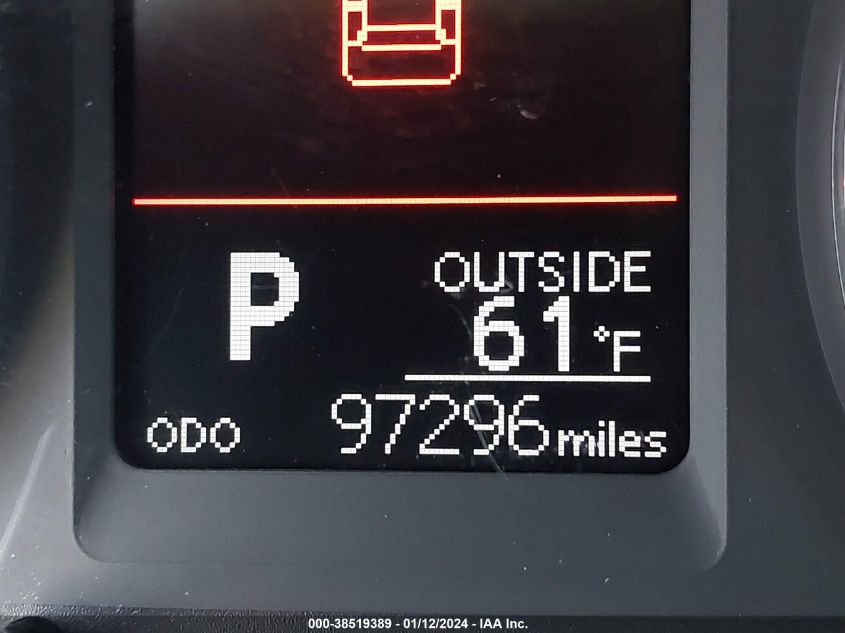 P
OUTSIDE
61°F
ODO 97296 miles
000-38519389 - 01/12/2024 - IAA Inc.